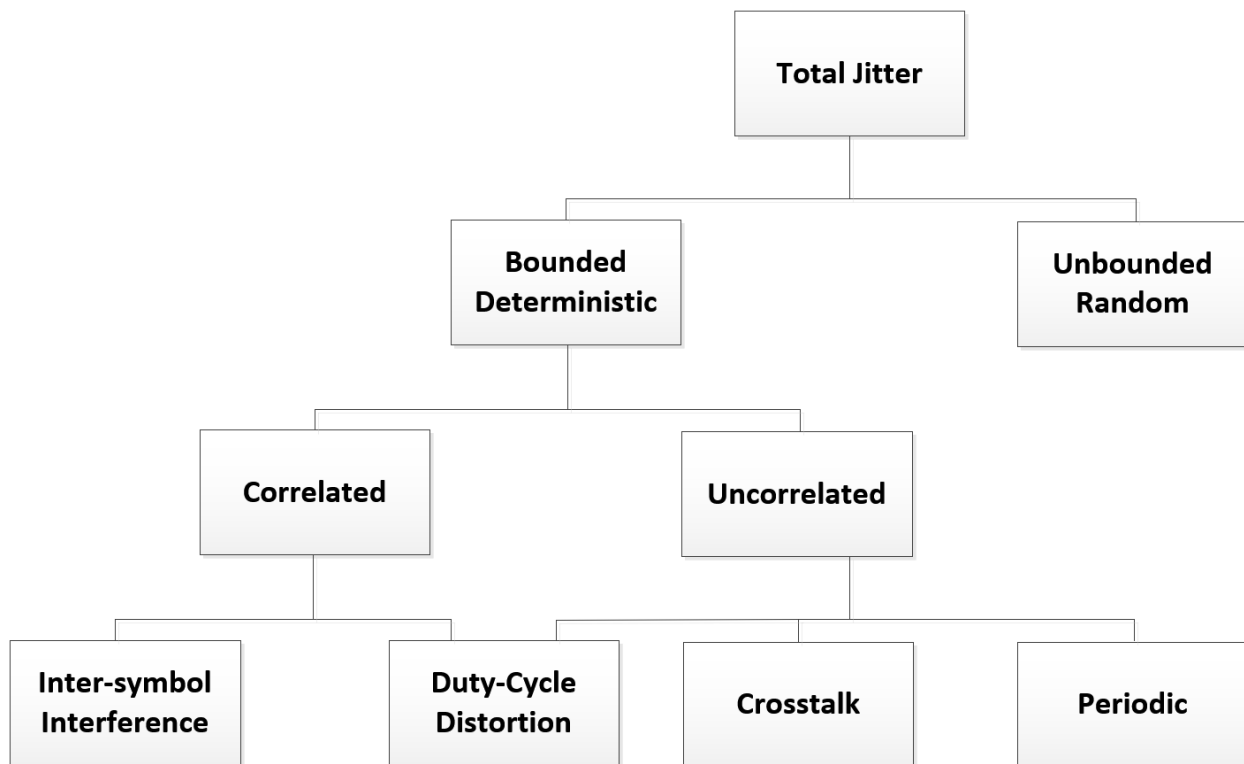 Total Jitter
Bounded
Deterministic
Unbounded
Random
Correlated
Uncorrelated
Inter-symbol
Interference
Duty-Cycle
Distortion
Crosstalk
Periodic